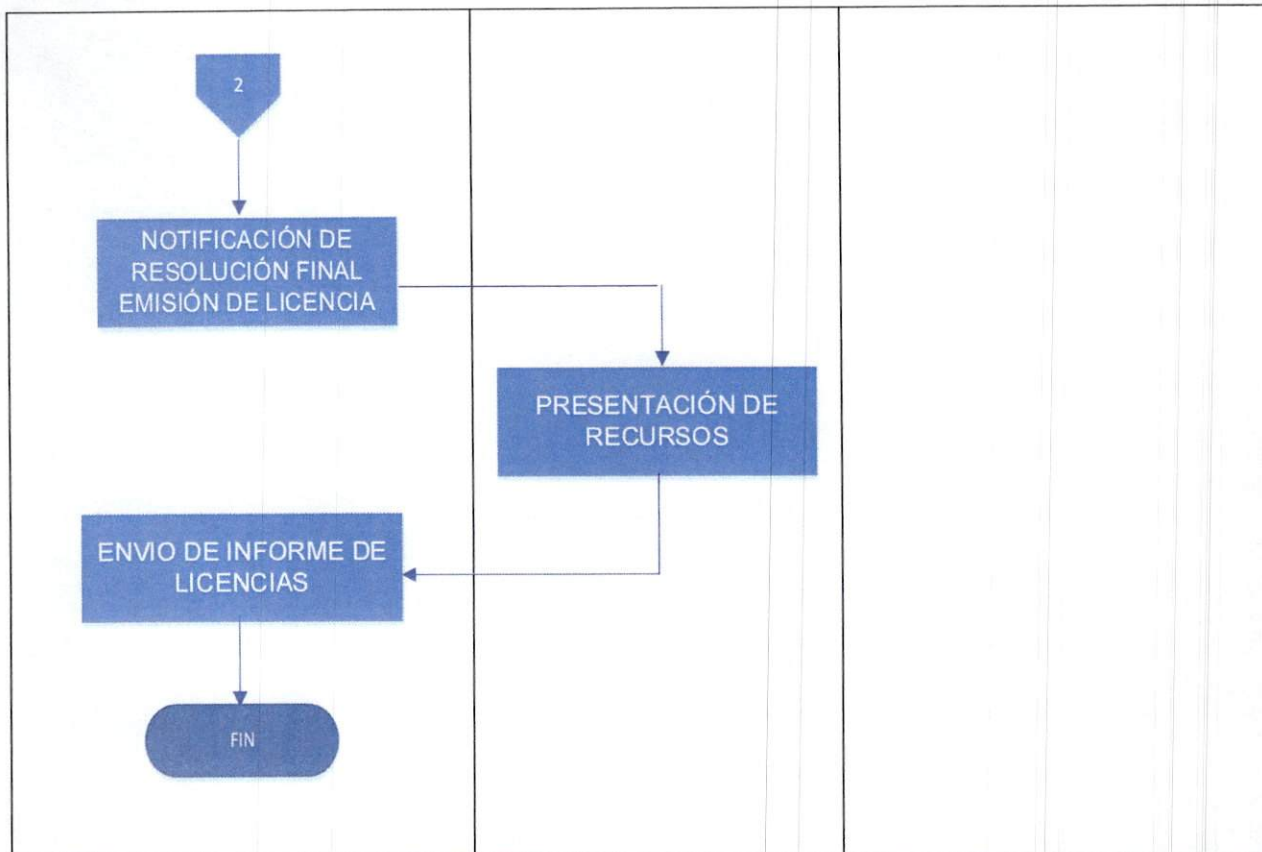 2
NOTIFICACIÓN DE
RESOLUCIÓN FINAL
EMISIÓN DE LICENCIA
PRESENTACIÓN DE
RECURSOS
ENVIO DE INFORME DE
LICENCIAS
FIN